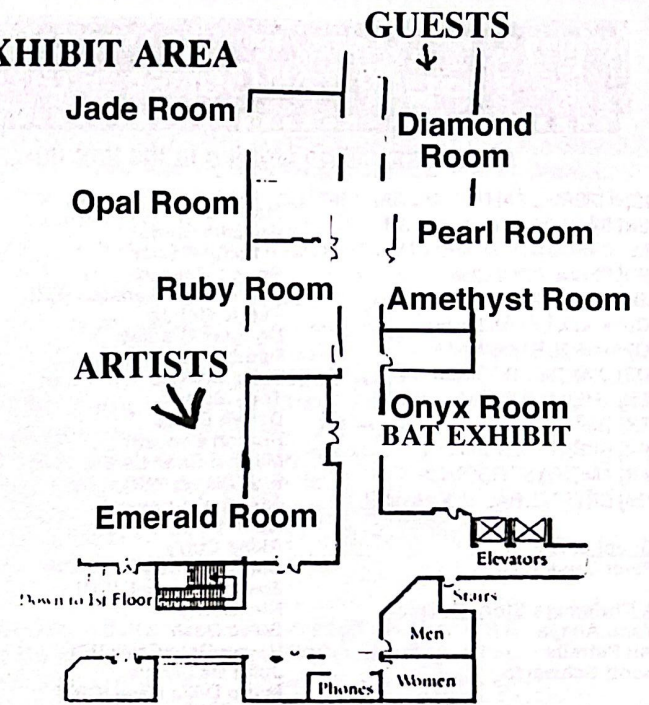 GUESTS
XHIBIT AREA
Jade Room
Diamond
Room
Opal Room
Pearl Room
Ruby Room
Amethyst Room
ARTISTS
Onyx Room
BAT EXHIBIT
Emerald Room
Elevators
Down to 1st Floor
Stairs
Men
Phones
Women